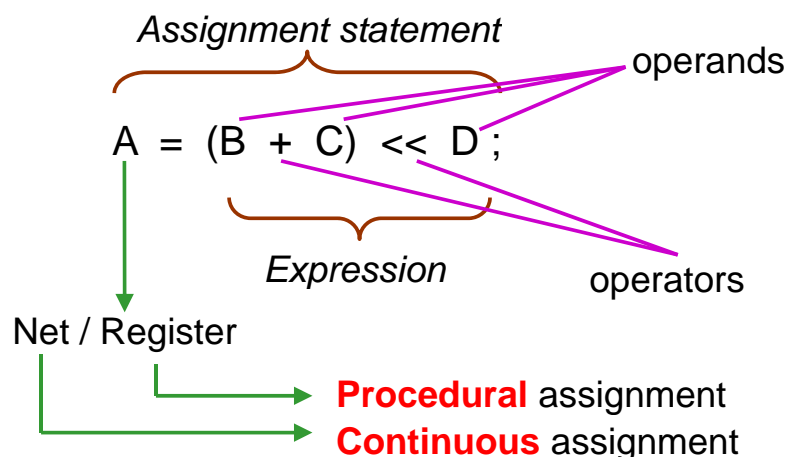 Assignment statement
operands
A = (B + C) << D ;
Expression
operators
Net / Register
Procedural assignment
Continuous assignment